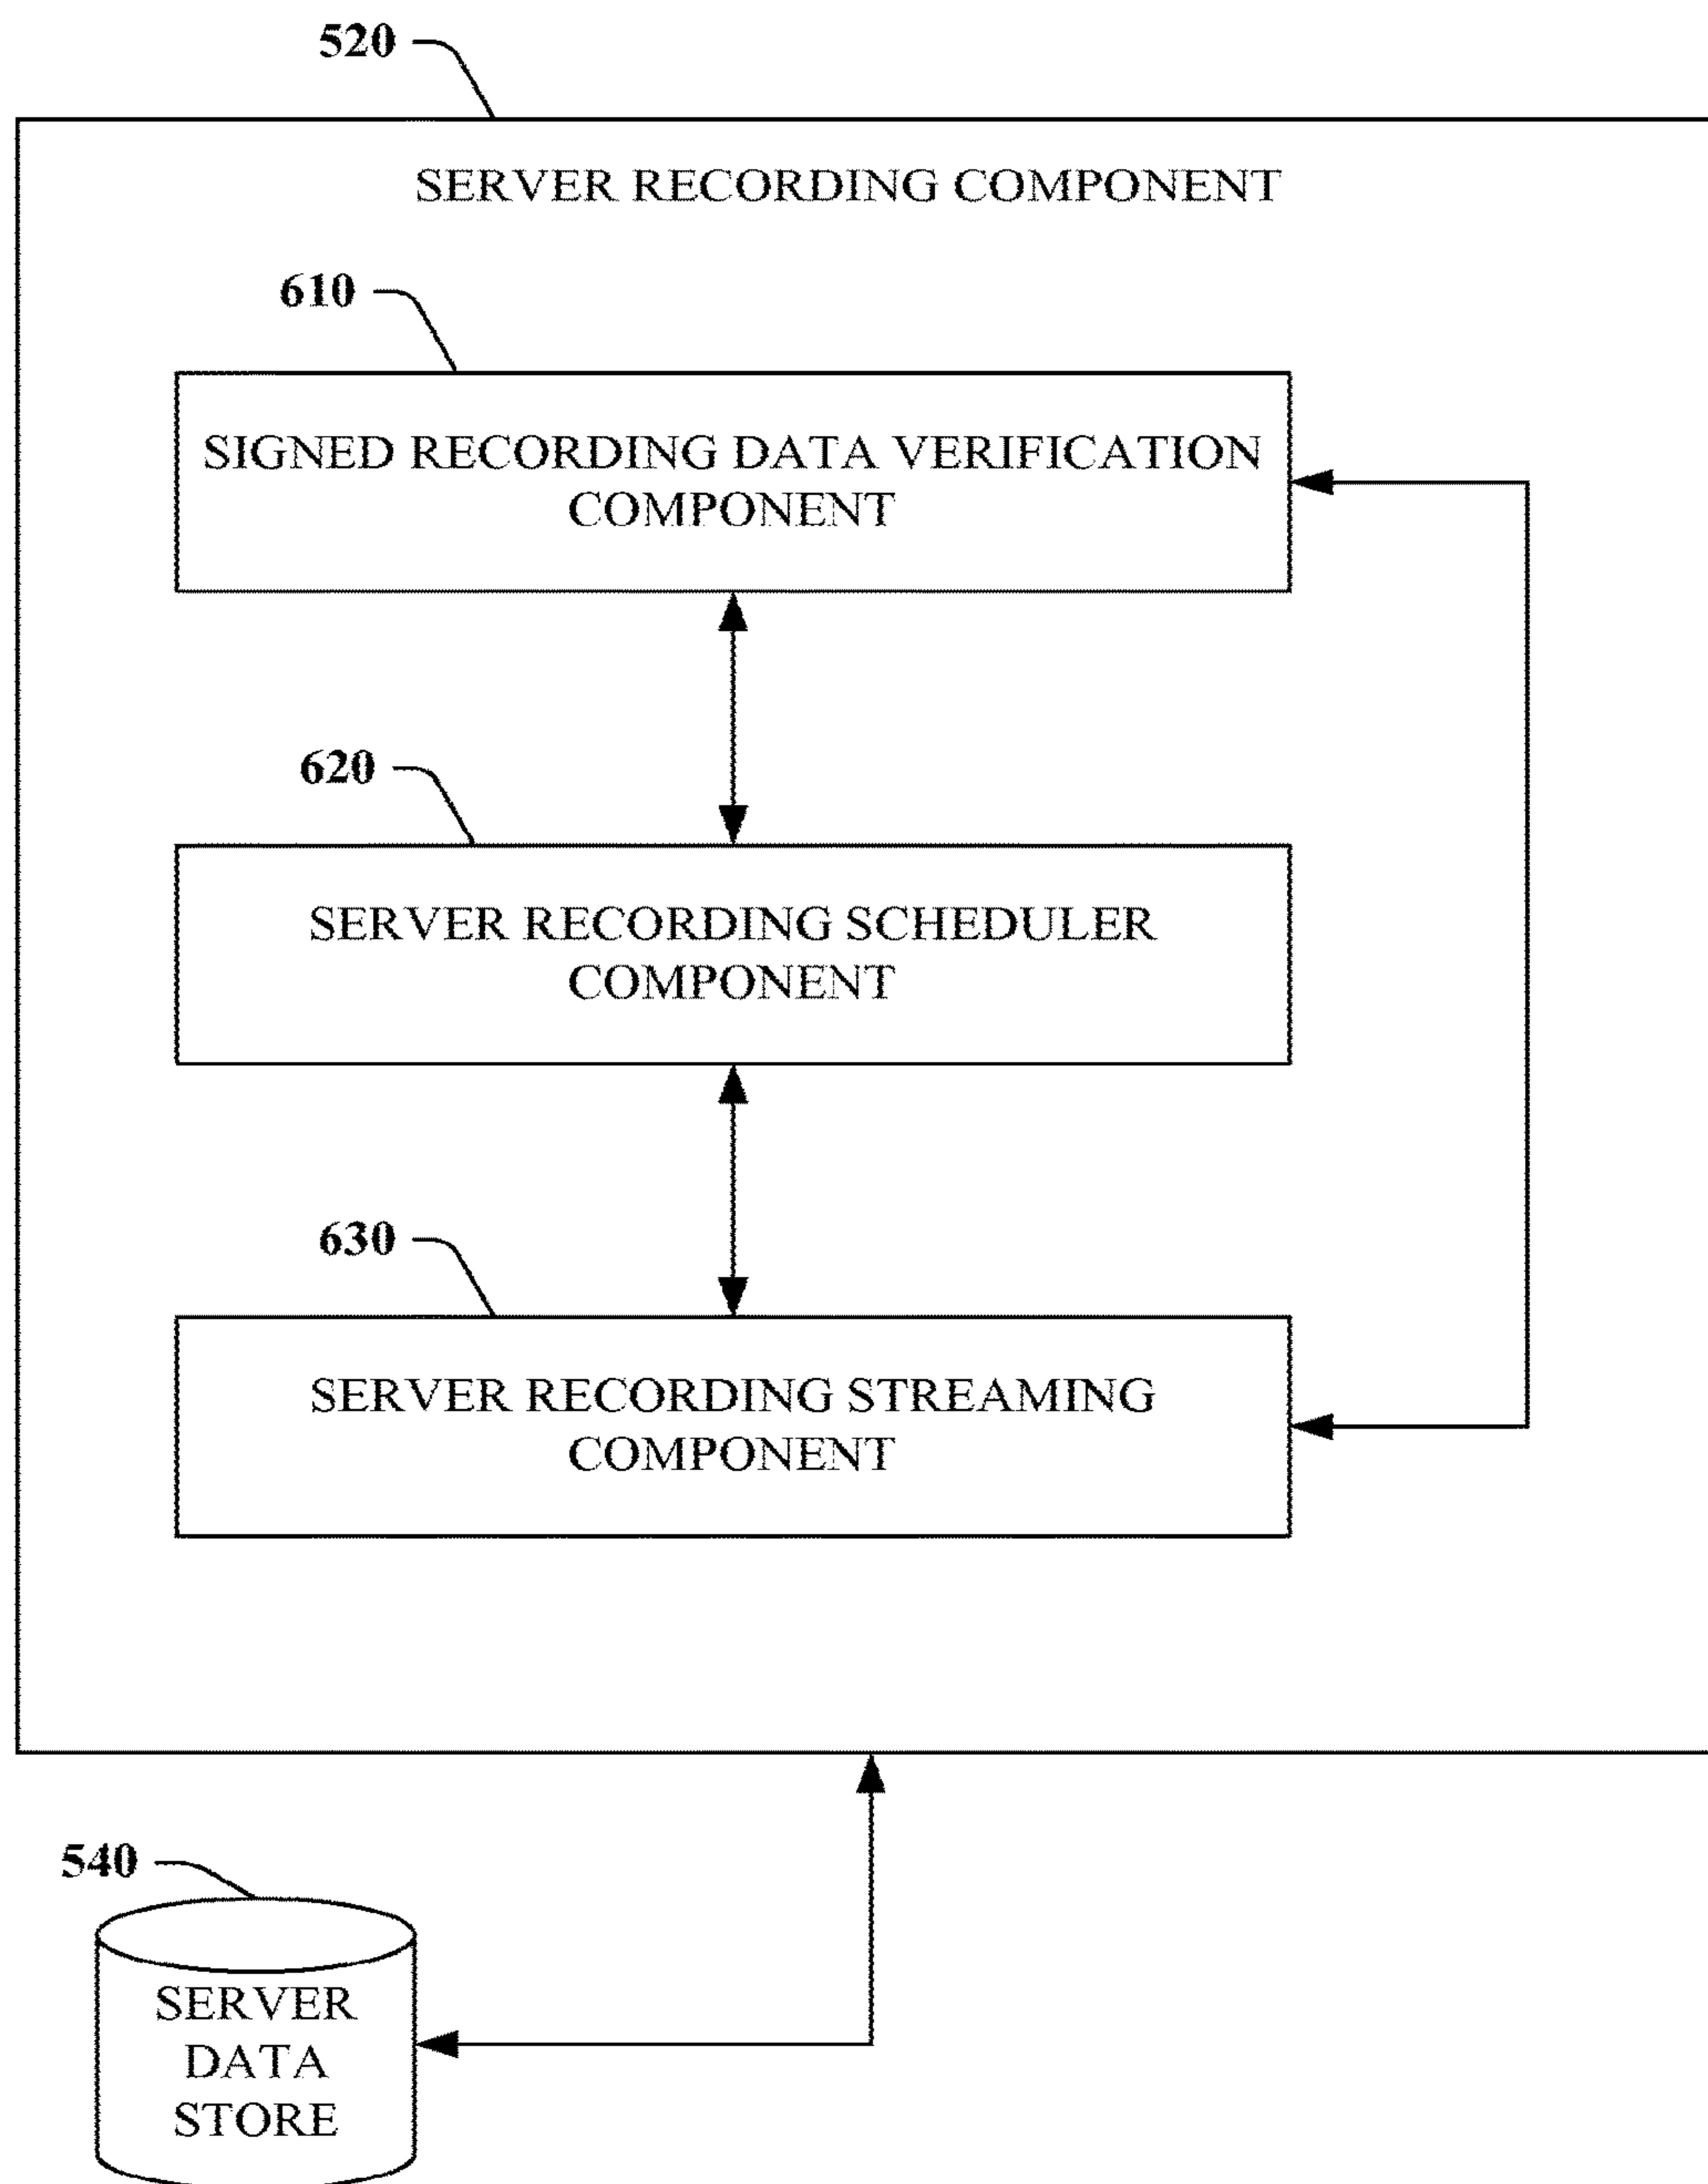 520
SERVER RECORDING COMPONENT
610
SIGNED RECORDING DATA VERIFICATION
COMPONENT
620
SERVER RECORDING SCHEDULER
COMPONENT
630
SERVER RECORDING STREAMING
COMPONENT
540
SERVER
DATA
STORE